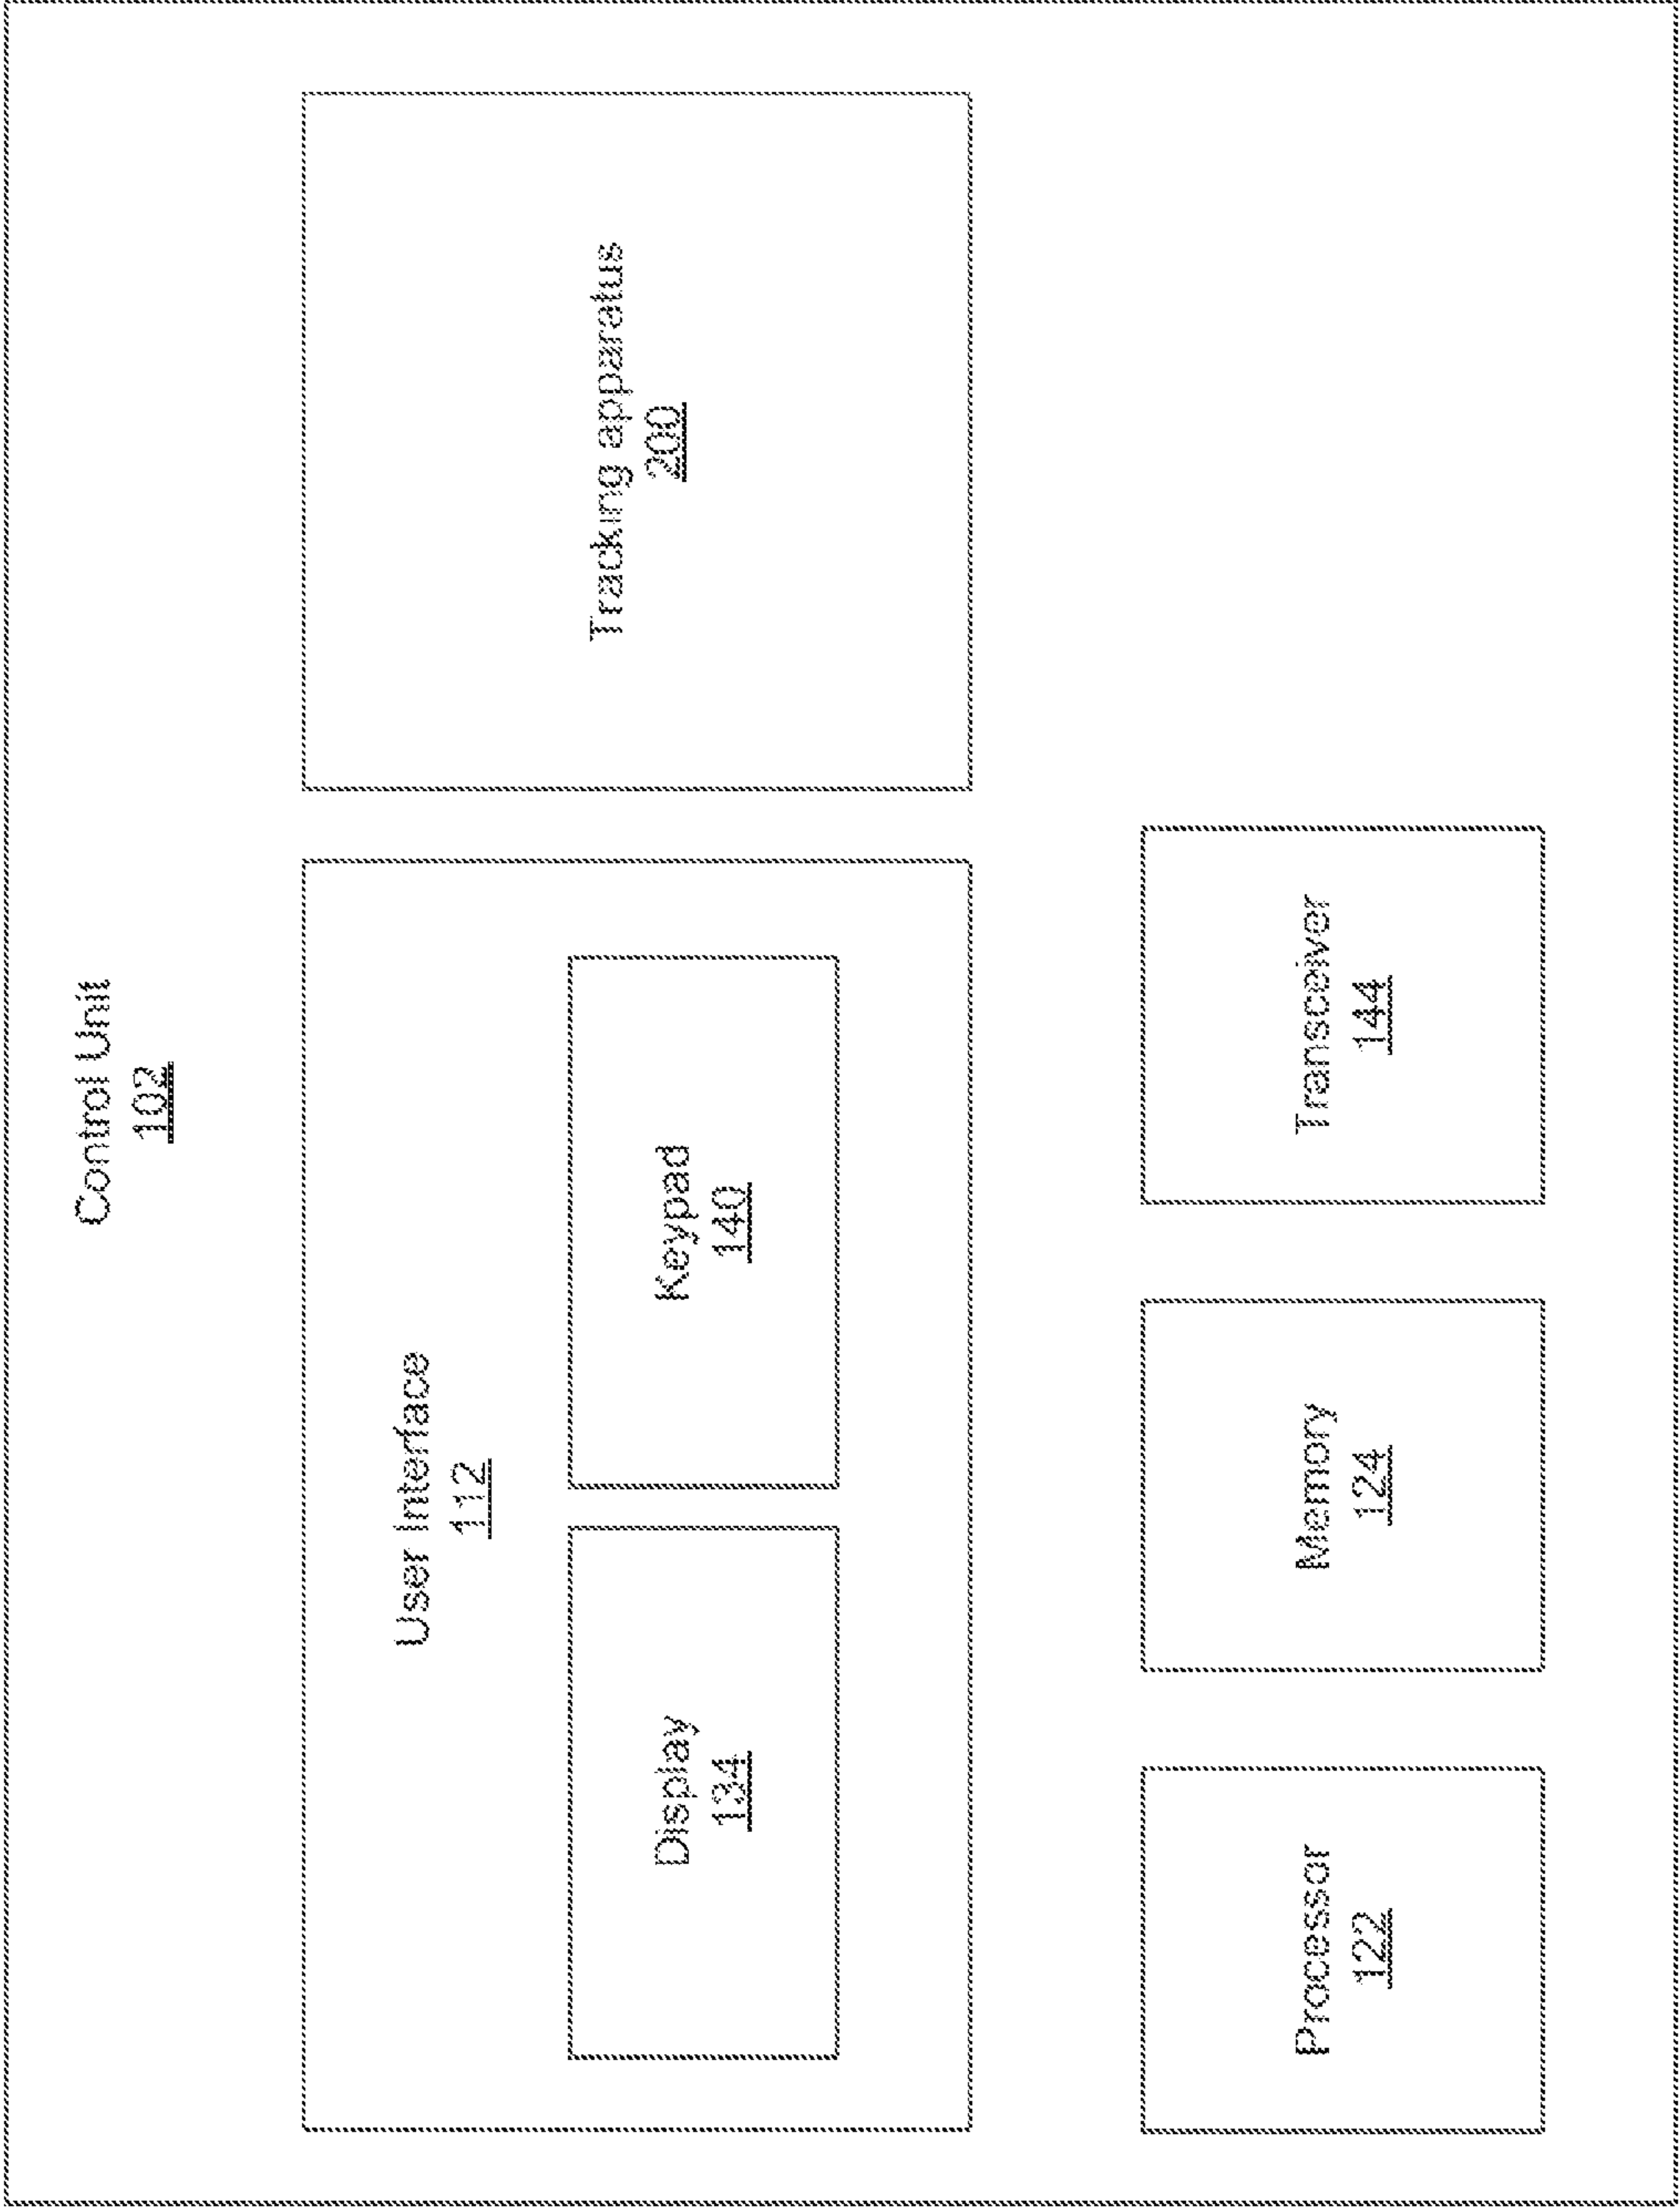 Control Unit
102
User Interface
112
Display
134
Keypad
140
Tracking apparatus
200
Processor
122
Memory
124
Transceiver
144